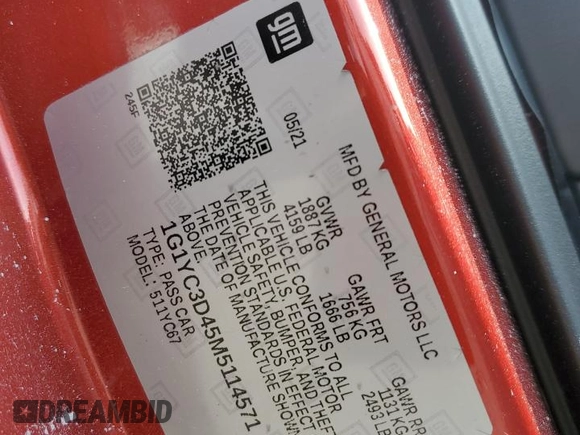 gm
MFD BY GENERAL MOTORS LLC
05/21
GVWR
1887 KG
4159 LB
GAWR FRT
756 KG
1666 LB
GAWR RR
1131 KG
2493 LB
THIS VEHICLE CONFORMS TO ALL
APPLICABLE U.S. FEDERAL MOTOR
VEHICLE SAFETY, BUMPER, AND THEFT
PREVENTION STANDARDS IN EFFECT
THE DATE OF MANUFACTURE SHOWN
ABOVE.
1G1YC3D45M5114571
TYPE: PASS CAR
MODEL: 511YC67
245F
DREAMBID